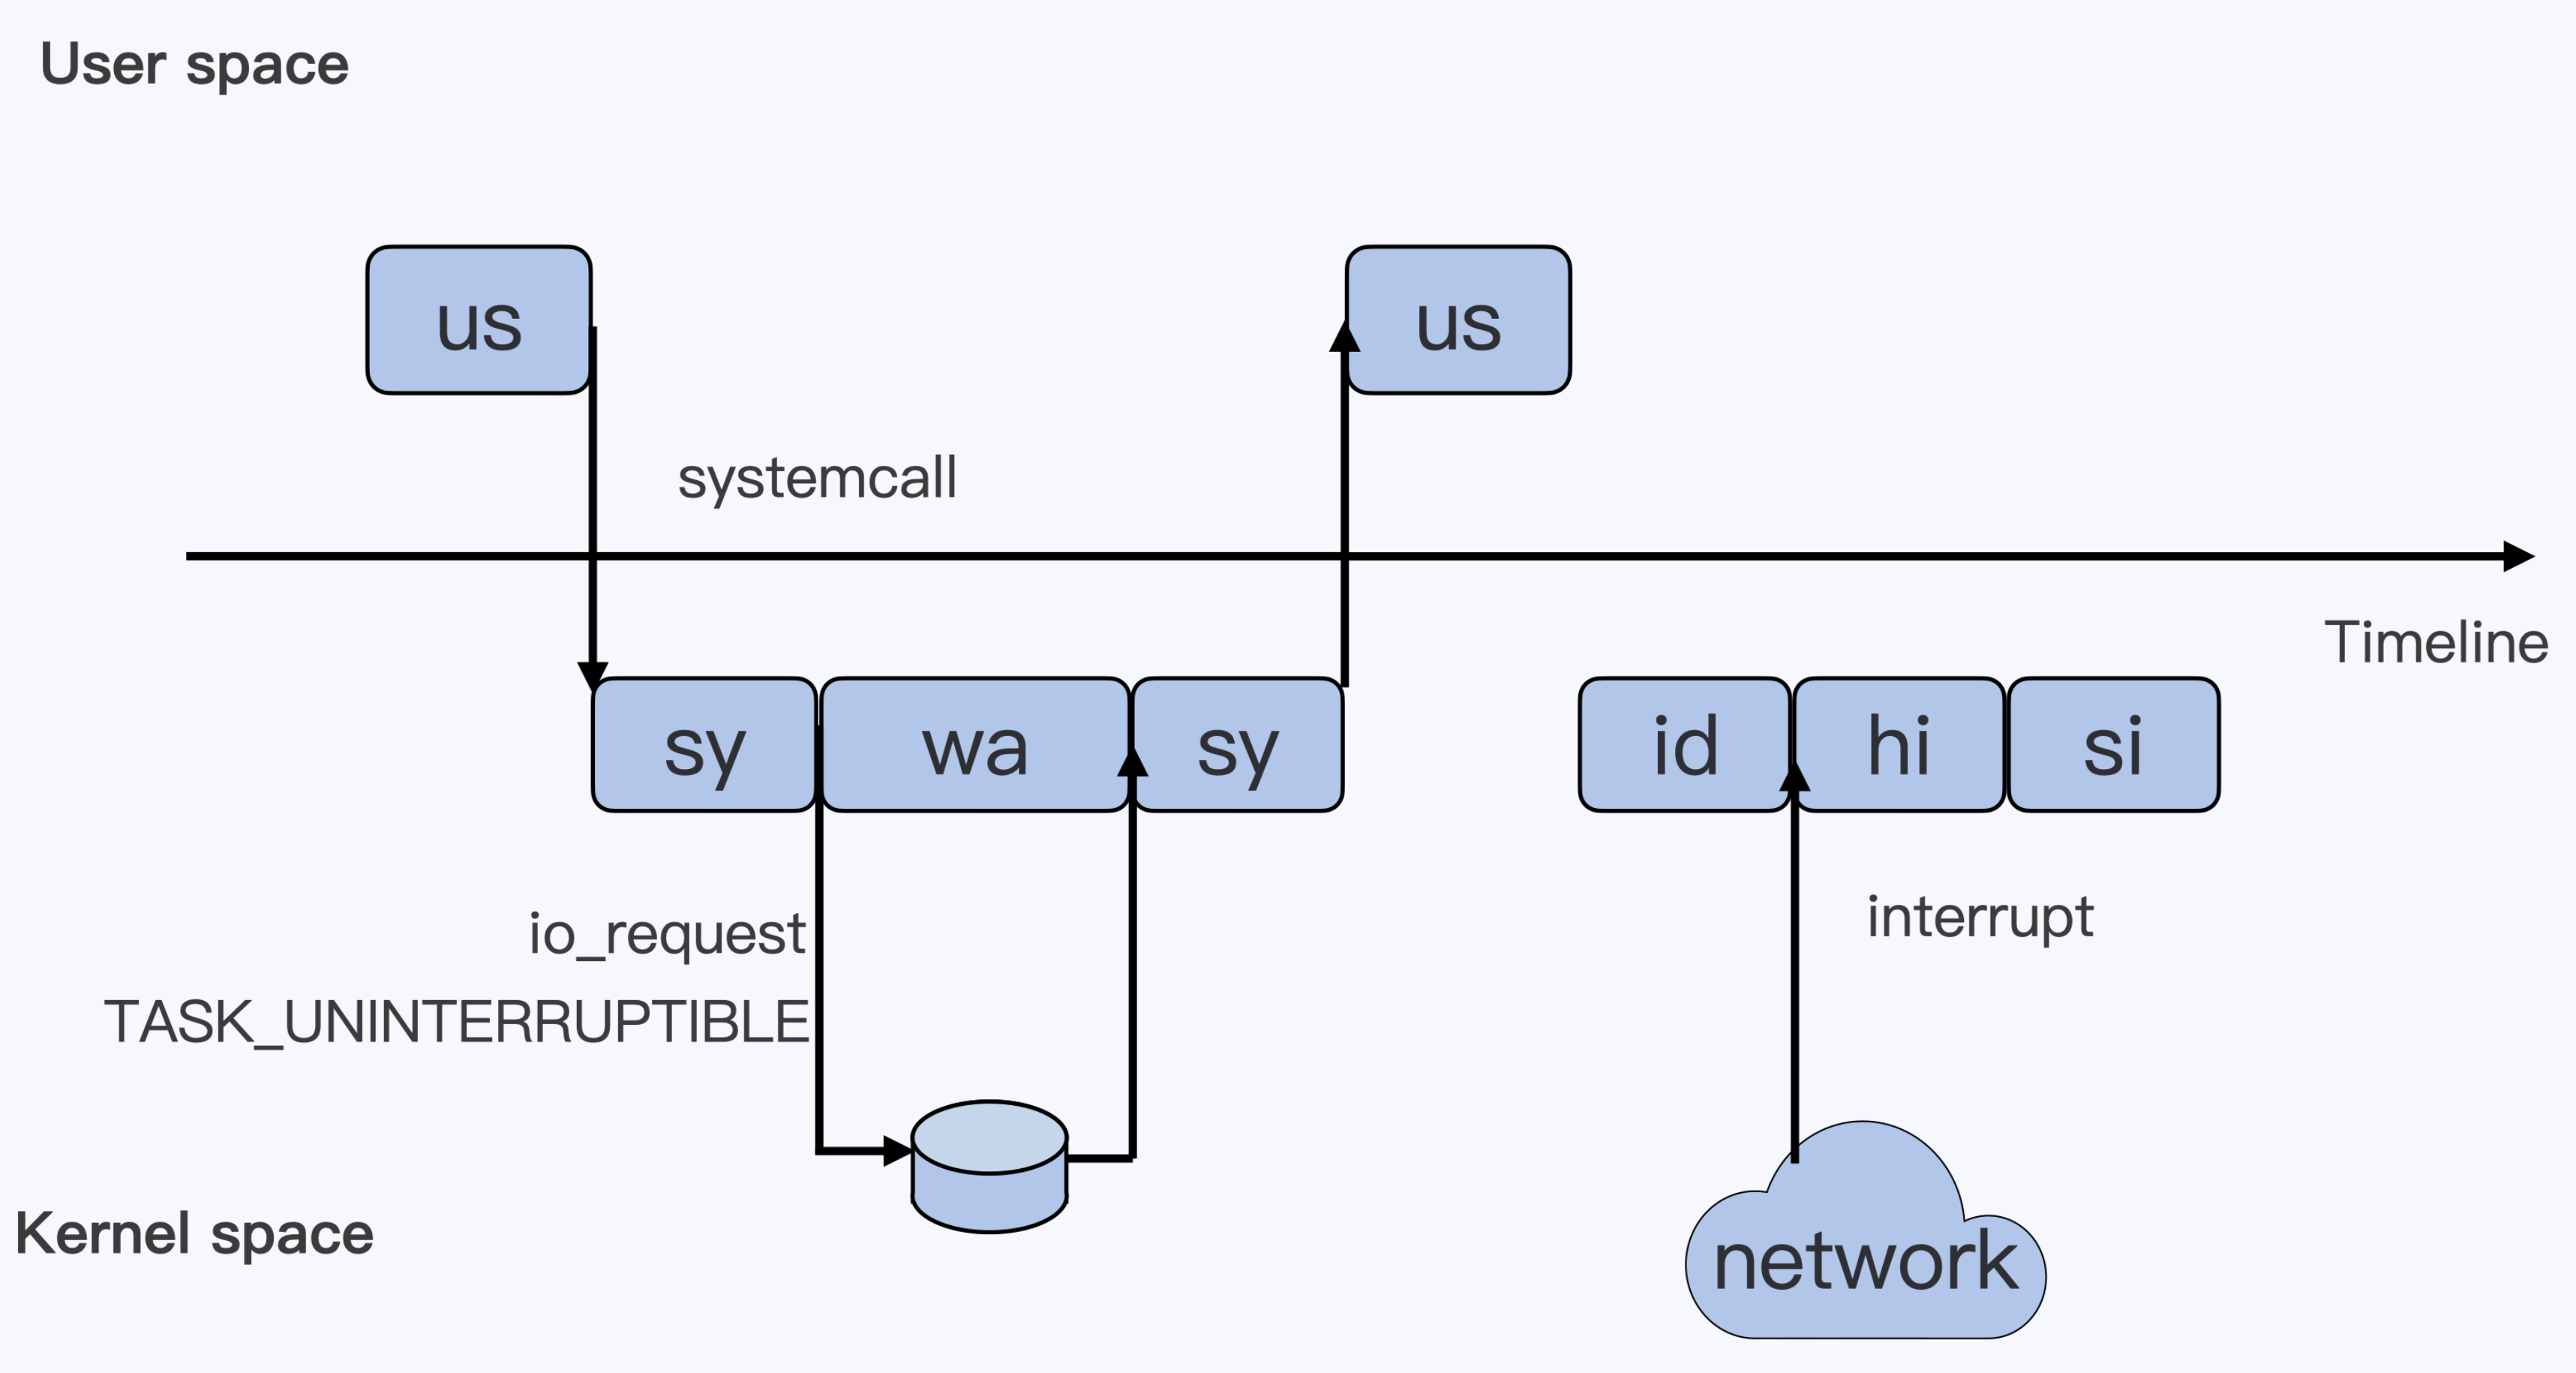 User space
us
us
systemcall
Timeline
sy
wa
sy
id
hi
si
io_request
interrupt
TASK_UNINTERRUPTIBLE
Kernel space
network